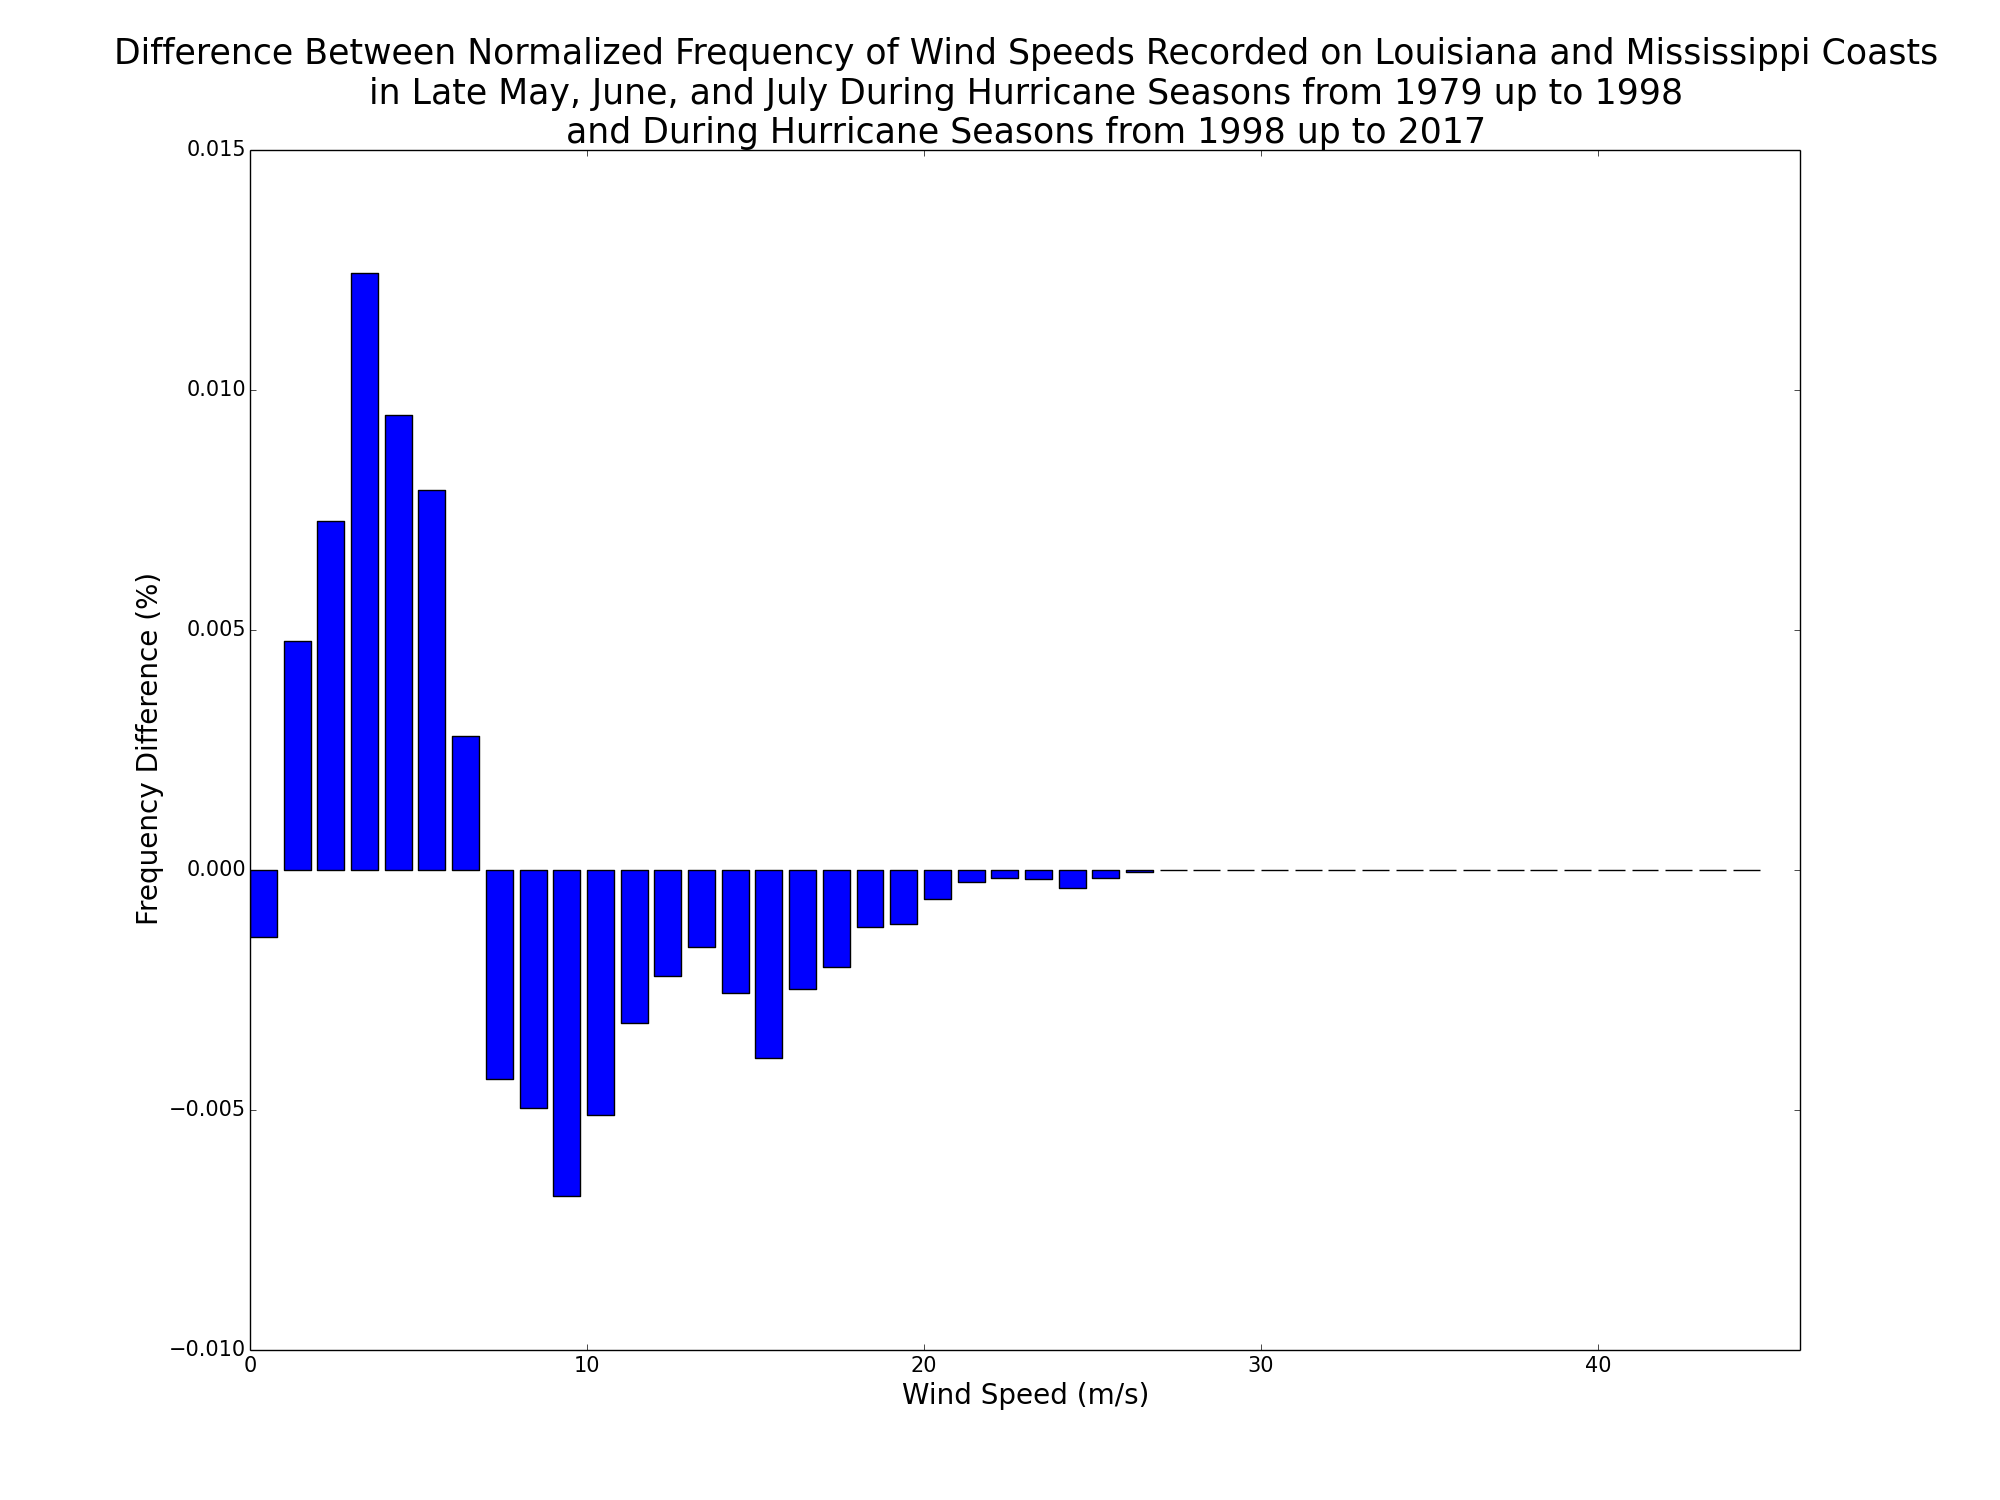 Difference Between Normalized Frequency of Wind Speeds Recorded on Louisiana and Mississippi Coasts
in Late May, June, and July During Hurricane Seasons from 1979 up to 1998
and During Hurricane Seasons from 1998 up to 2017
0.015
0.010
0.005
0.000
−0.005
−0.010
Frequency Difference (%)
0 10 20 30 40
Wind Speed (m/s)